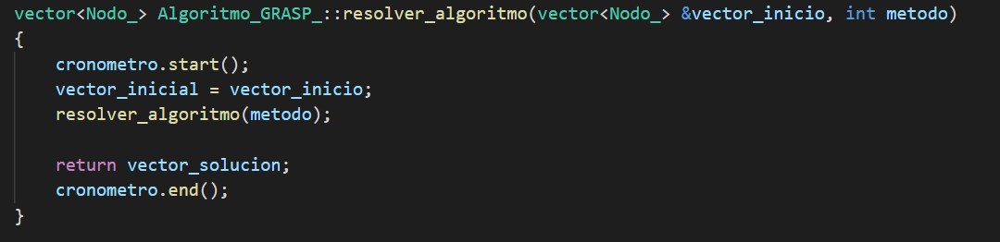 vector<Nodo_> Algoritmo_GRASP_::resolver_algoritmo(vector<Nodo_> &vector_inicio, int metodo)
{
    cronometro.start();
    vector_inicial = vector_inicio;
    resolver_algoritmo(metodo);
    return vector_solucion;
    cronometro.end();
}